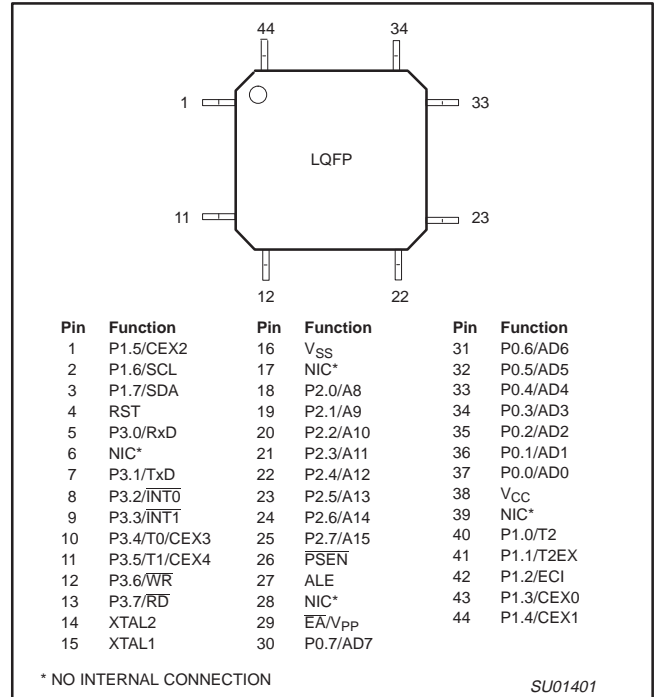 44 34
1 33
LQFP
11 23
12 22
Pin Function Pin Function Pin Function
1 P1.5/CEX2 16 VSS 31 P0.6/AD6
2 P1.6/SCL 17 NIC* 32 P0.5/AD5
3 P1.7/SDA 18 P2.0/A8 33 P0.4/AD4
4 RST 19 P2.1/A9 34 P0.3/AD3
5 P3.0/RxD 20 P2.2/A10 35 P0.2/AD2
6 NIC* 21 P2.3/A11 36 P0.1/AD1
7 P3.1/TxD 22 P2.4/A12 37 P0.0/AD0
8 P3.2/I̅N̅T̅0̅ 23 P2.5/A13 38 VCC
9 P3.3/I̅N̅T̅1̅ 24 P2.6/A14 39 NIC*
10 P3.4/T0/CEX3 25 P2.7/A15 40 P1.0/T2
11 P3.5/T1/CEX4 26 P̅S̅E̅N̅ 41 P1.1/T2EX
12 P3.6/W̅R̅ 27 ALE 42 P1.2/ECI
13 P3.7/R̅D̅ 28 NIC* 43 P1.3/CEX0
14 XTAL2 29 E̅A̅/VPP 44 P1.4/CEX1
15 XTAL1 30 P0.7/AD7
* NO INTERNAL CONNECTION SU01401